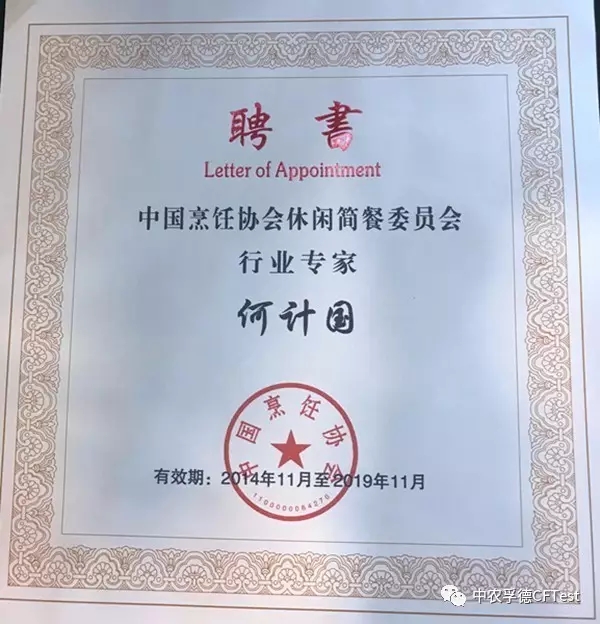 聘書
Letter of Appointment
中国烹饪协会休闲简餐委员会
行业专家
何计国
中国烹饪协会
有效期：2014年11月至2019年11月
1100000064270
中农孚德CFTest